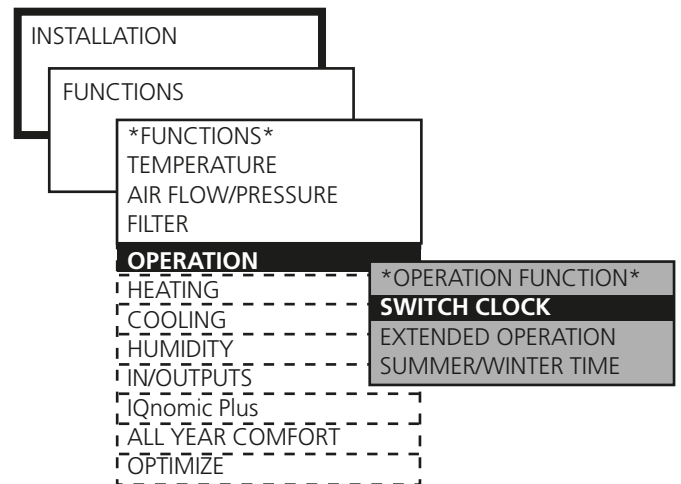 INSTALLATION
FUNCTIONS
*FUNCTIONS*
TEMPERATURE
AIR FLOW/PRESSURE
FILTER
OPERATION
HEATING
COOLING
HUMIDITY
IN/OUTPUTS
IQnomic Plus
ALL YEAR COMFORT
OPTIMIZE
*OPERATION FUNCTION*
SWITCH CLOCK
EXTENDED OPERATION
SUMMER/WINTER TIME